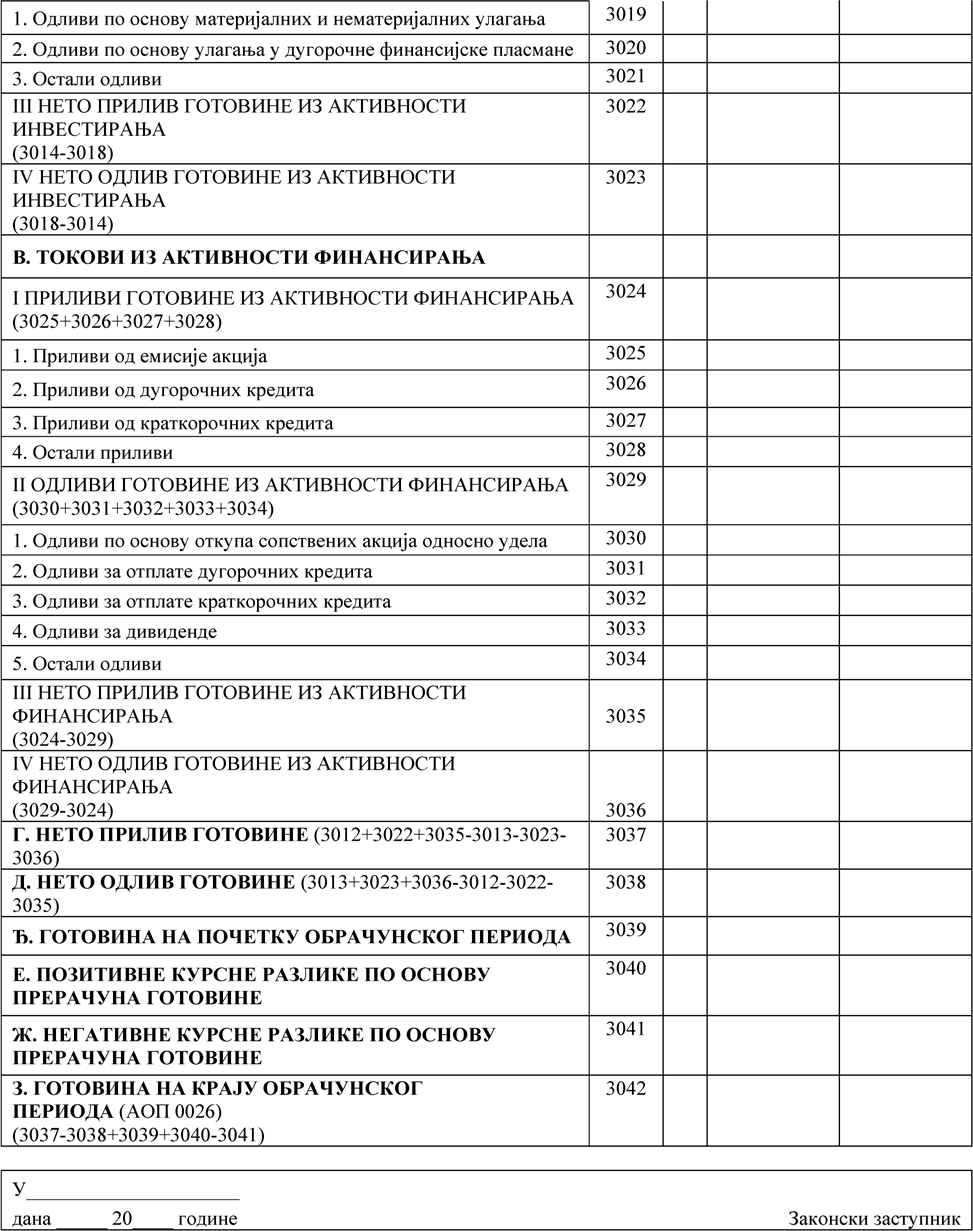 1. Одливи по основу материјалних и нематеријалних улагања 3019
2. Одливи по основу улагања у дугорочне финансијске пласмане 3020
3. Остали одливи 3021
III НЕТО ПРИЛИВ ГОТОВИНЕ ИЗ АКТИВНОСТИ 3022
ИНВЕСТИРАЊА
(3014-3018)
IV НЕТО ОДЛИВ ГОТОВИНЕ ИЗ АКТИВНОСТИ 3023
ИНВЕСТИРАЊА
(3018-3014)
В. ТОКОВИ ИЗ АКТИВНОСТИ ФИНАНСИРАЊА
I ПРИЛИВИ ГОТОВИНЕ ИЗ АКТИВНОСТИ ФИНАНСИРАЊА 3024
(3025+3026+3027+3028)
1. Приливи од емисије акција 3025
2. Приливи од дугорочних кредита 3026
3. Приливи од краткорочних кредита 3027
4. Остали приливи 3028
II ОДЛИВИ ГОТОВИНЕ ИЗ АКТИВНОСТИ ФИНАНСИРАЊА 3029
(3030+3031+3032+3033+3034)
1. Одливи по основу откупа сопствених акција односно удела 3030
2. Одливи за отплате дугорочних кредита 3031
3. Одливи за отплате краткорочних кредита 3032
4. Одливи за дивиденде 3033
5. Остали одливи 3034
III НЕТО ПРИЛИВ ГОТОВИНЕ ИЗ АКТИВНОСТИ
ФИНАНСИРАЊА 3035
(3024-3029)
IV НЕТО ОДЛИВ ГОТОВИНЕ ИЗ АКТИВНОСТИ
ФИНАНСИРАЊА
(3029-3024) 3036
Г. НЕТО ПРИЛИВ ГОТОВИНЕ (3012+3022+3035-3013-3023- 3037
3036)
Д. НЕТО ОДЛИВ ГОТОВИНЕ (3013+3023+3036-3012-3022- 3038
3035)
Ђ. ГОТОВИНА НА ПОЧЕТКУ ОБРАЧУНСКОГ ПЕРИОДА 3039
Е. ПОЗИТИВНЕ КУРСНЕ РАЗЛИКЕ ПО ОСНОВУ 3040
ПРЕРАЧУНА ГОТОВИНЕ
Ж. НЕГАТИВНЕ КУРСНЕ РАЗЛИКЕ ПО ОСНОВУ 3041
ПРЕРАЧУНА ГОТОВИНЕ
З. ГОТОВИНА НА КРАЈУ ОБРАЧУНСКОГ 3042
ПЕРИОДА (АОП 0026)
(3037-3038+3039+3040-3041)
У_____________________
дана _____ 20____ године Законски заступник